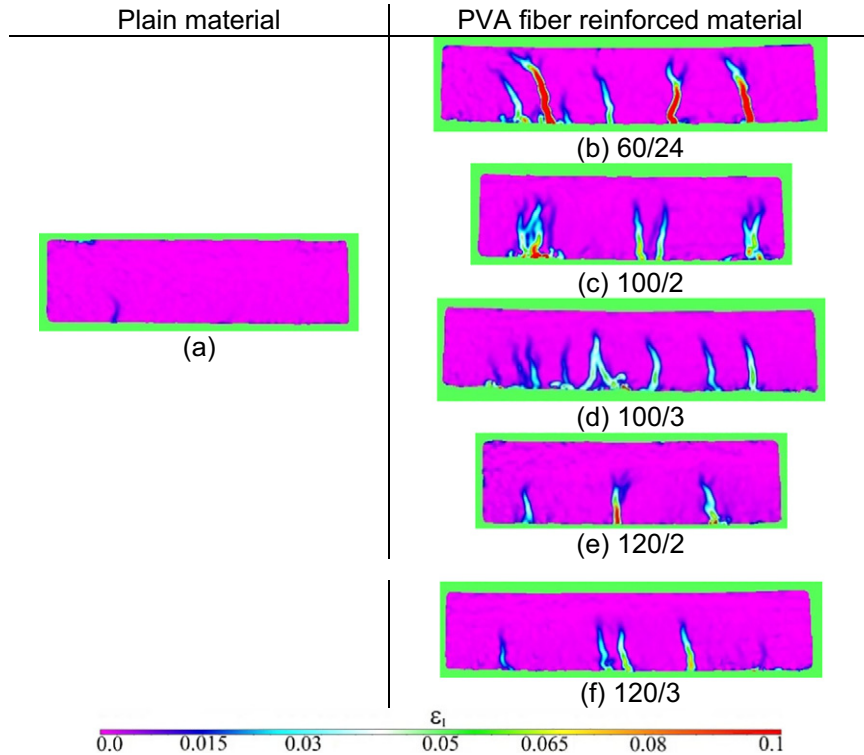 Plain material
PVA fiber reinforced material
(b) 60/24
(c) 100/2
(a)
(d) 100/3
(e) 120/2
(f) 120/3
ε₁
0.0 0.015 0.03 0.05 0.065 0.08 0.1